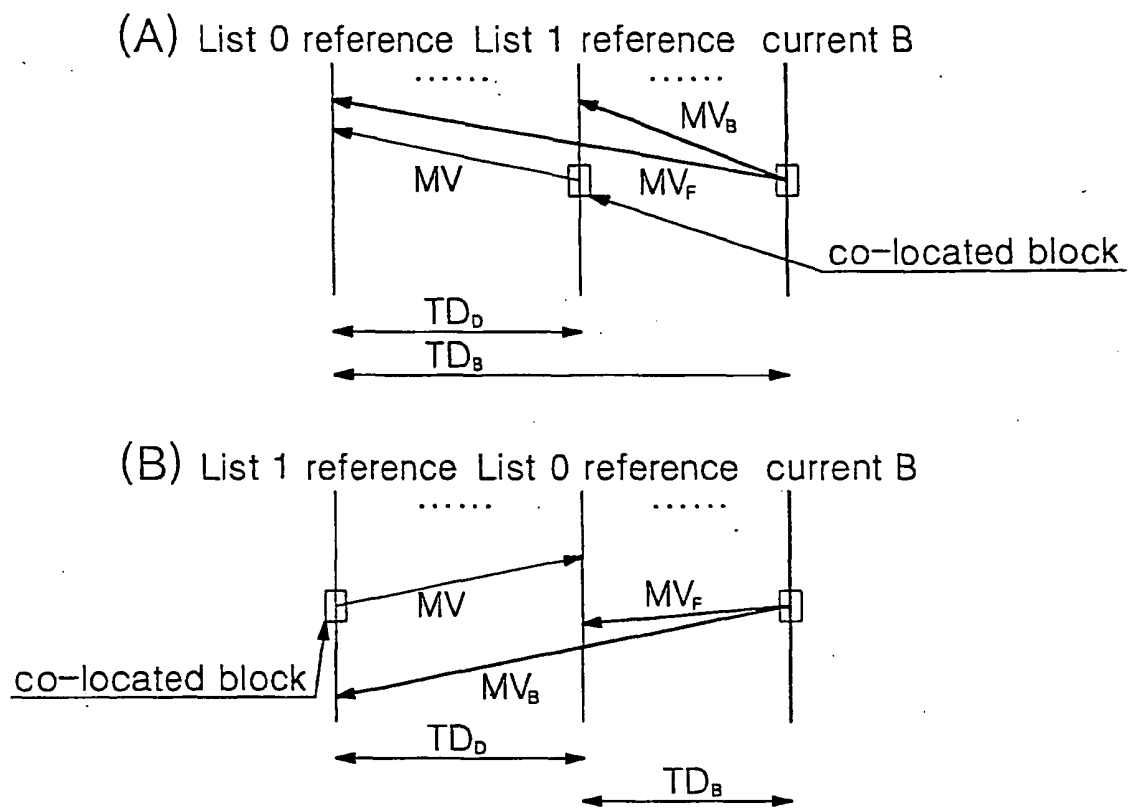 (A) List 0 reference List 1 reference current B
...... ......
MV_B
MV MV_F
co-located block
TD_D
TD_B
(B) List 1 reference List 0 reference current B
...... ......
MV MV_F
co-located block
MV_B
TD_D
TD_B